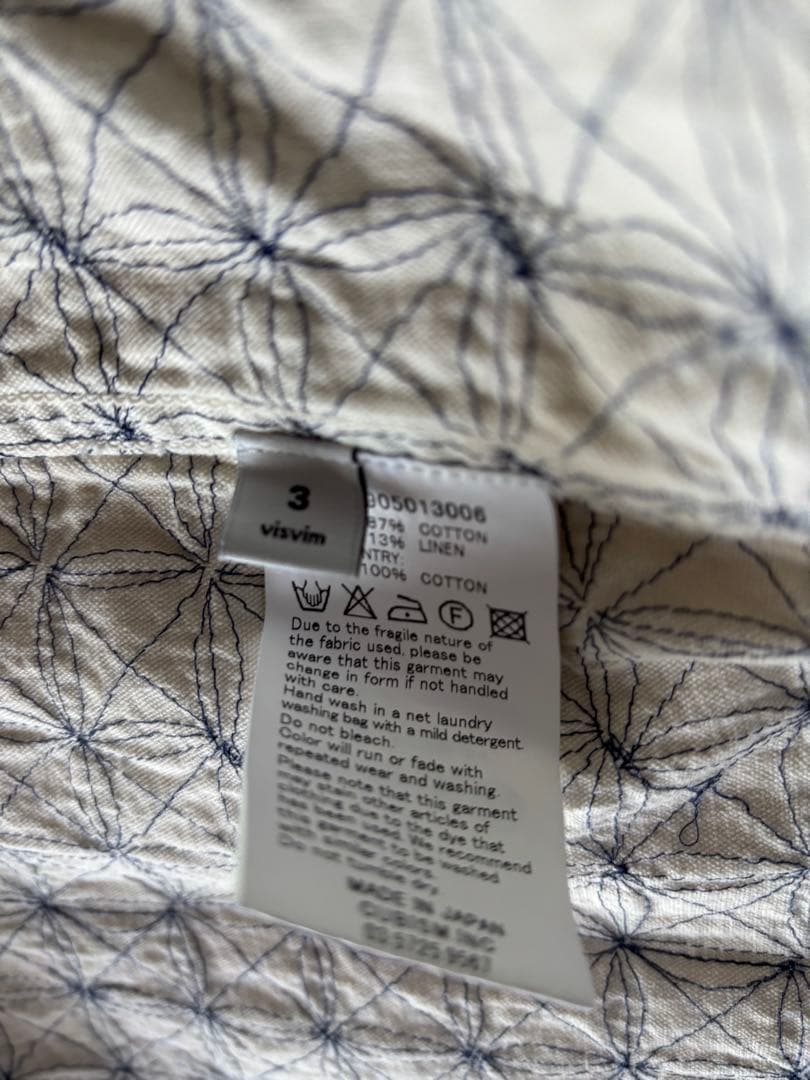 3
visvim
905013006
87% COTTON
13% LINEN
NTRY:
100% COTTON
F
Due to the fragile nature of
the fabric used, please be
aware that this garment may
change in form if not handled
with care.
Hand wash in a net laundry
washing bag with a mild detergent.
Do not bleach.
Color will run or fade with
repeated wear and washing.
Please note that this garment
may stain other articles of
clothing due to the dye that
has been used. We recommend
this garment to be washed
with similar colors.
Do not tumble dry.
MADE IN JAPAN
CUBISM INC